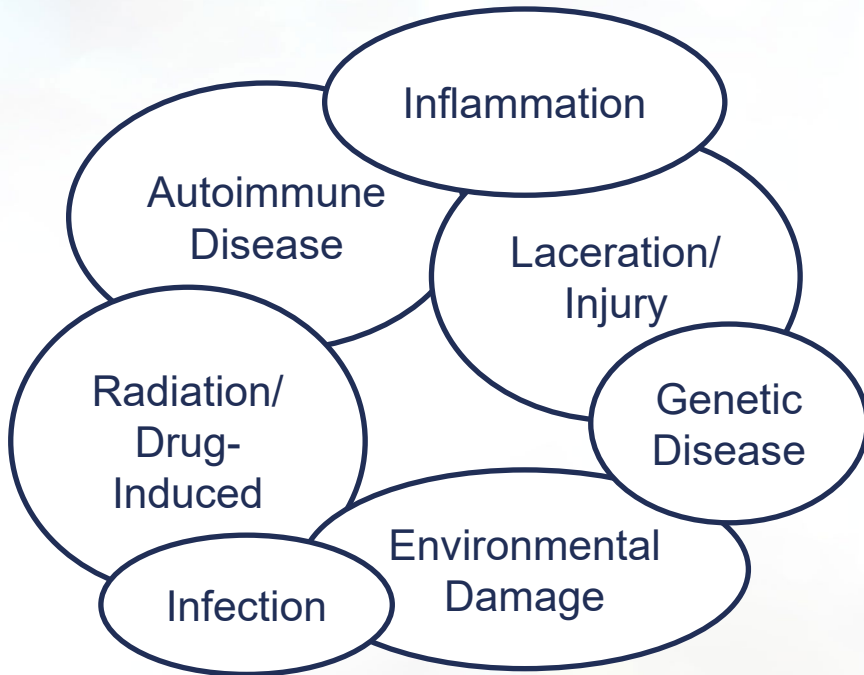 Inflammation
Autoimmune
Disease
Laceration/
Injury
Radiation/
Drug-
Induced
Genetic
Disease
Environmental
Damage
Infection